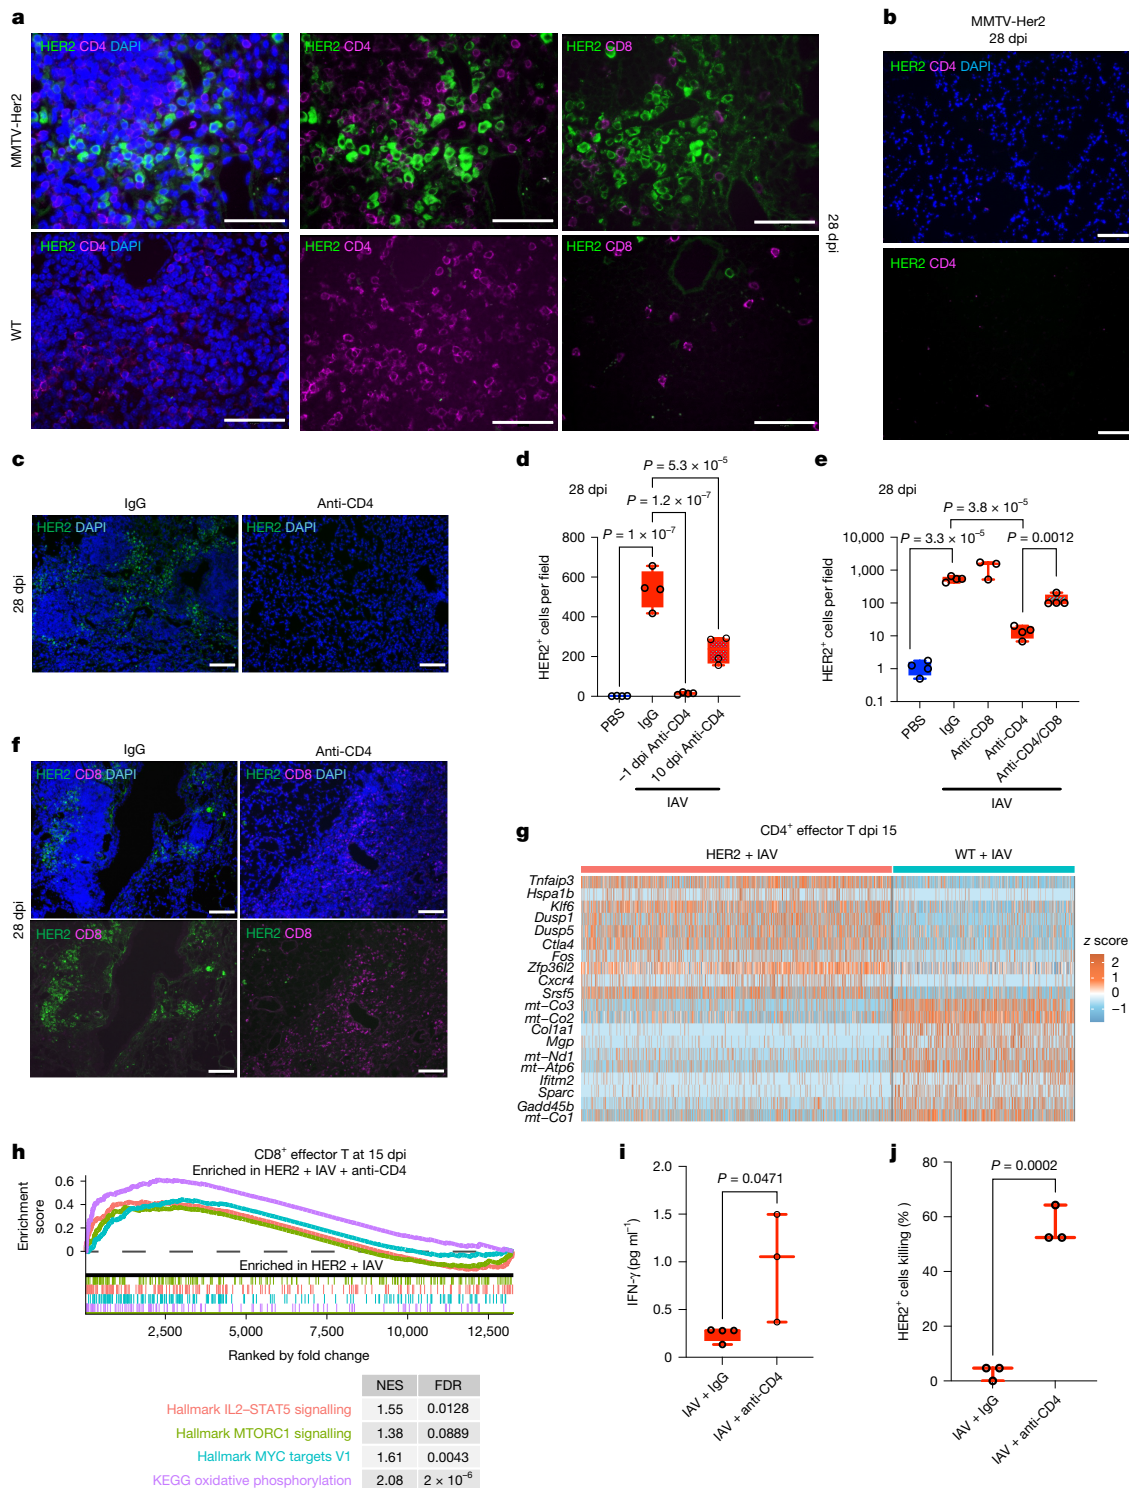 a
HER2 CD4 DAPI
HER2 CD4
HER2 CD8
MMTV-Her2
HER2 CD4 DAPI
HER2 CD4
HER2 CD8
WT
28 dpi
b
MMTV-Her2
28 dpi
HER2 CD4 DAPI
HER2 CD4
c
IgG
Anti-CD4
HER2 DAPI
HER2 DAPI
28 dpi
d
28 dpi
P = 5.3 × 10−5
P = 1.2 × 10−7
P = 1 × 10−7
HER2+ cells per field
800
600
400
200
0
PBS
IgG
−1 dpi Anti-CD4
10 dpi Anti-CD4
IAV
e
28 dpi
P = 3.8 × 10−5
P = 3.3 × 10−5
P = 0.0012
HER2+ cells per field
10,000
1,000
100
10
1
0.1
PBS
IgG
Anti-CD8
Anti-CD4
Anti-CD4/CD8
IAV
f
IgG
Anti-CD4
HER2 CD8 DAPI
HER2 CD8 DAPI
HER2 CD8
HER2 CD8
28 dpi
g
CD4+ effector T dpi 15
HER2 + IAV
WT + IAV
Tnfaip3
Hspa1b
Klf6
Dusp1
Dusp5
Ctla4
Fos
Zfp36l2
Cxcr4
Srsf5
mt−Co3
mt−Co2
Col1a1
Mgp
mt−Nd1
mt−Atp6
Ifitm2
Sparc
Gadd45b
mt−Co1
z score
2
1
0
−1
h
CD8+ effector T at 15 dpi
Enriched in HER2 + IAV + anti-CD4
Enrichment score
0.6
0.4
0.2
0
Enriched in HER2 + IAV
2,500
5,000
7,500
10,000
12,500
Ranked by fold change
NES FDR
Hallmark IL2–STAT5 signalling 1.55 0.0128
Hallmark MTORC1 signalling 1.38 0.0889
Hallmark MYC targets V1 1.61 0.0043
KEGG oxidative phosphorylation 2.08 2 × 10−6
i
P = 0.0471
IFN-γ (pg ml−1)
2.0
1.5
1.0
0.5
0
IAV + IgG
IAV + anti-CD4
j
P = 0.0002
HER2+ cells killing (%)
80
60
40
20
0
IAV + IgG
IAV + anti-CD4